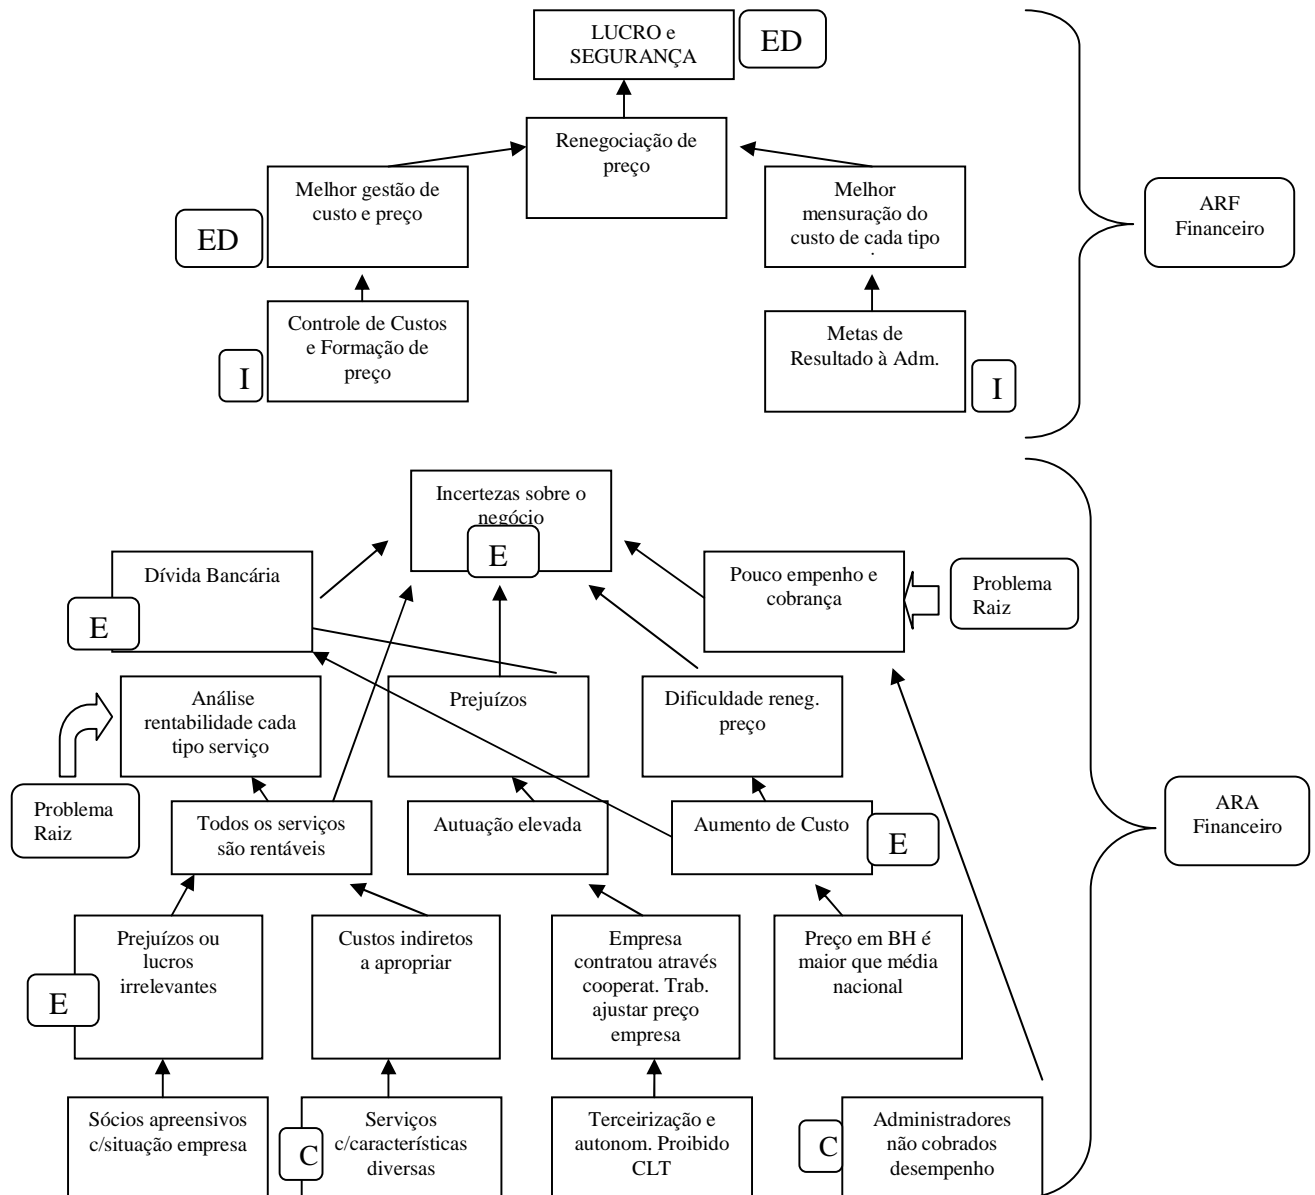 LUCRO e
SEGURANÇA
ED
Renegociação de
preço
Melhor gestão de
custo e preço
ED
Melhor
mensuração do
custo de cada tipo
ARF
Financeiro
Controle de Custos
e Formação de
preço
I
Metas de
Resultado à Adm.
I
Incertezas sobre o
negócio
E
Dívida Bancária
E
Pouco empenho e
cobrança
Problema
Raiz
Análise
rentabilidade cada
tipo serviço
Prejuízos
Dificuldade reneg.
preço
Problema
Raiz
Todos os serviços
são rentáveis
Autuação elevada
Aumento de Custo
E
ARA
Financeiro
Prejuízos ou
lucros
irrelevantes
E
Custos indiretos
a apropriar
Empresa
contratou através
cooperat. Trab.
ajustar preço
empresa
Preço em BH é
maior que média
nacional
Sócios apreensivos
c/situação empresa
C
Serviços
c/características
diversas
Terceirização e
autonom. Proibido
CLT
C
Administradores
não cobrados
desempenho